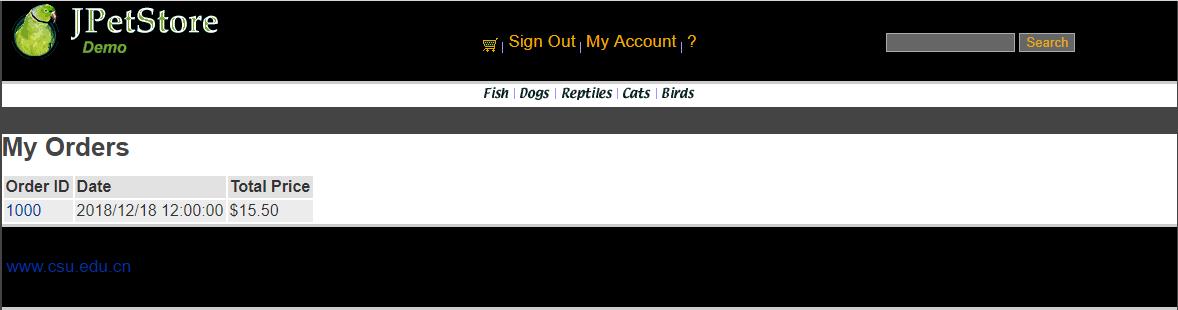 JPetStore
Demo
Sign Out | My Account | ?
Search
Fish | Dogs | Reptiles | Cats | Birds
My Orders
Order ID Date Total Price
1000 2018/12/18 12:00:00 $15.50
www.csu.edu.cn